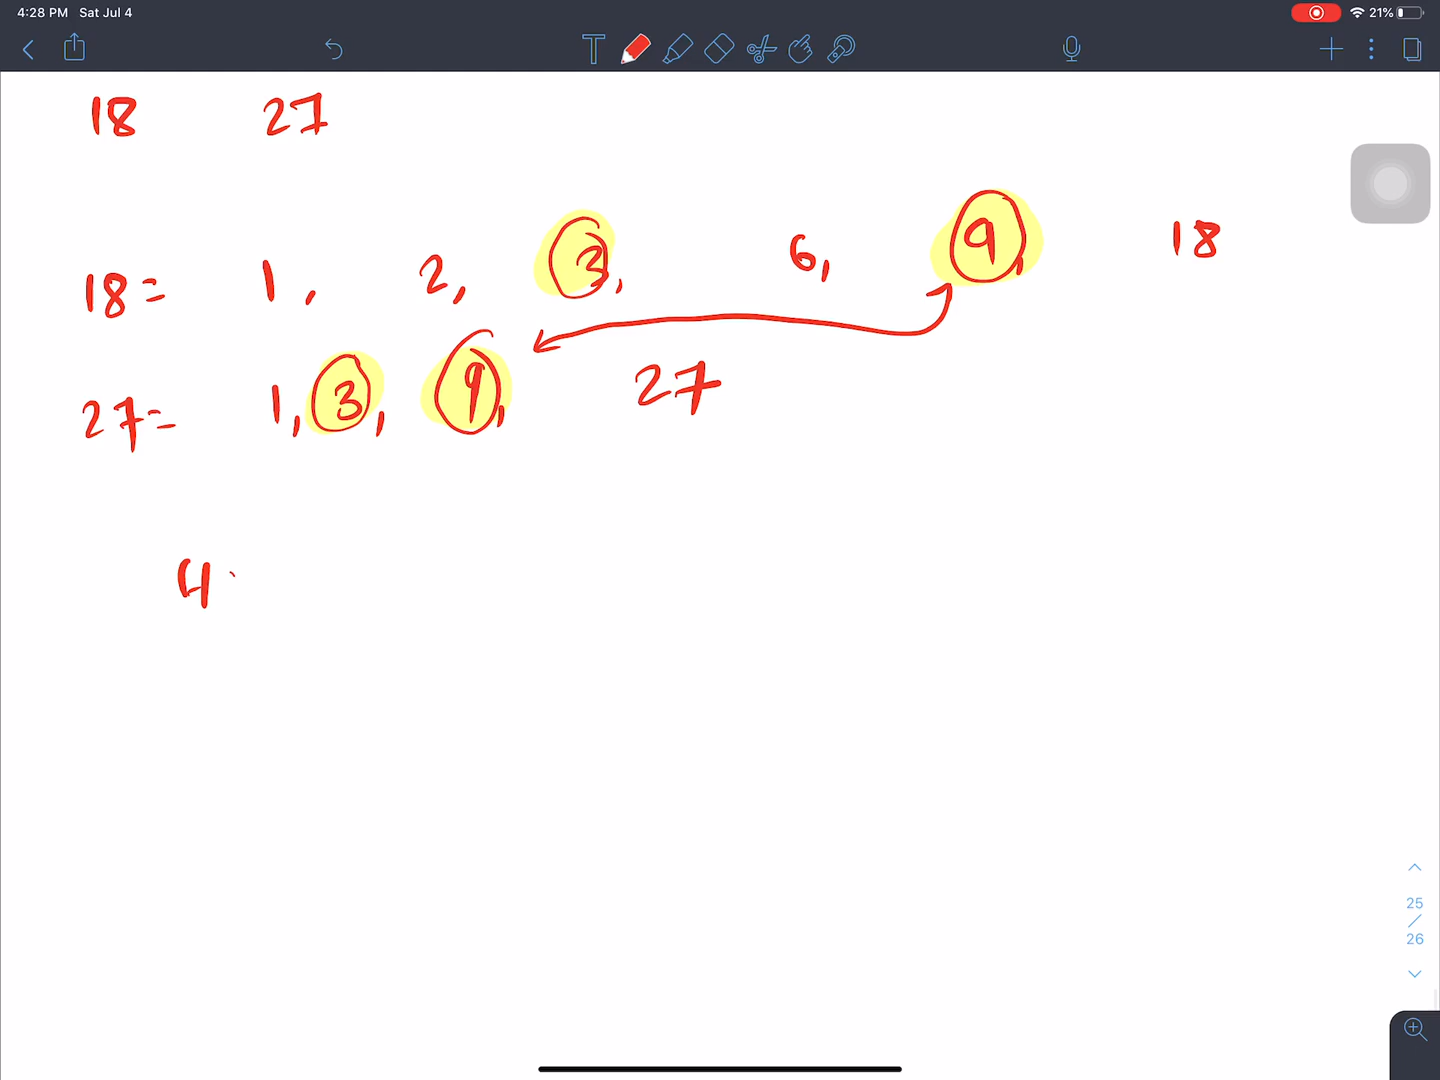 4:28 PM Sat Jul 4 21%
T
18 27
18= 1, 2, 3, 6, 9, 18
27= 1, 3, 9, 27
4
25
/
26